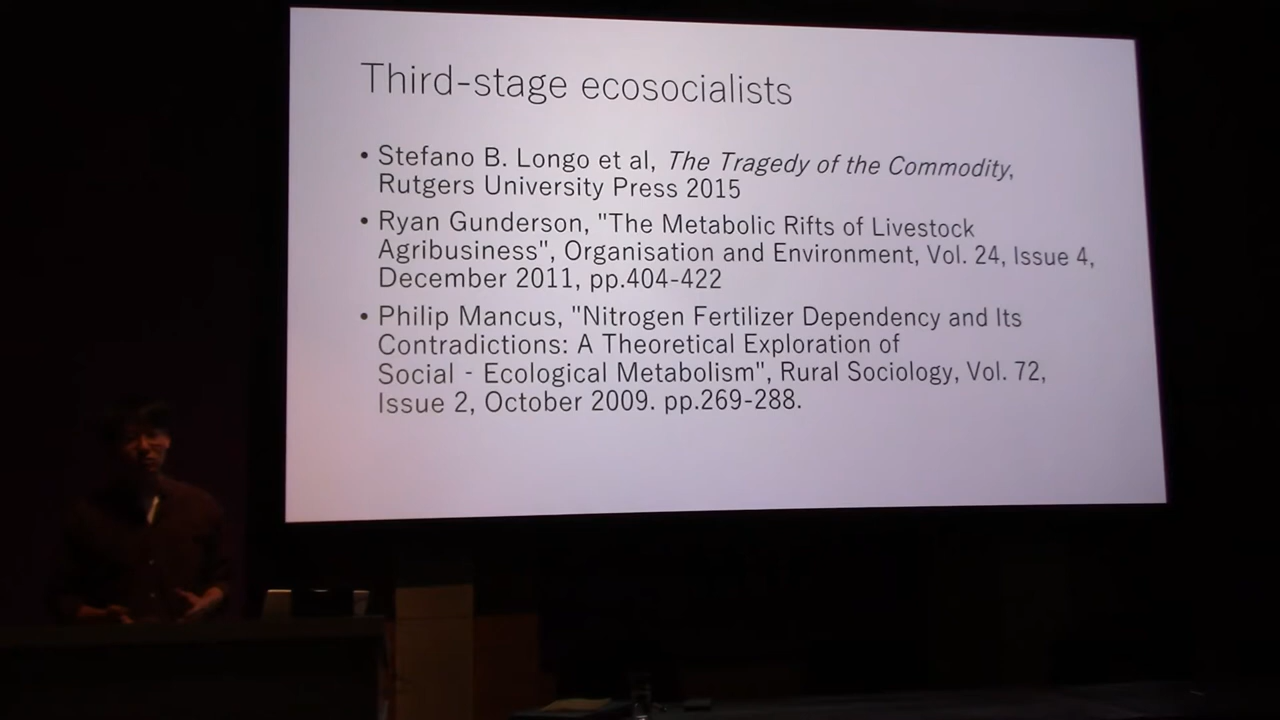 Third-stage ecosocialists
• Stefano B. Longo et al, The Tragedy of the Commodity,
Rutgers University Press 2015
• Ryan Gunderson, "The Metabolic Rifts of Livestock
Agribusiness", Organisation and Environment, Vol. 24, Issue 4,
December 2011, pp.404-422
• Philip Mancus, "Nitrogen Fertilizer Dependency and Its
Contradictions: A Theoretical Exploration of
Social - Ecological Metabolism", Rural Sociology, Vol. 72,
Issue 2, October 2009. pp.269-288.